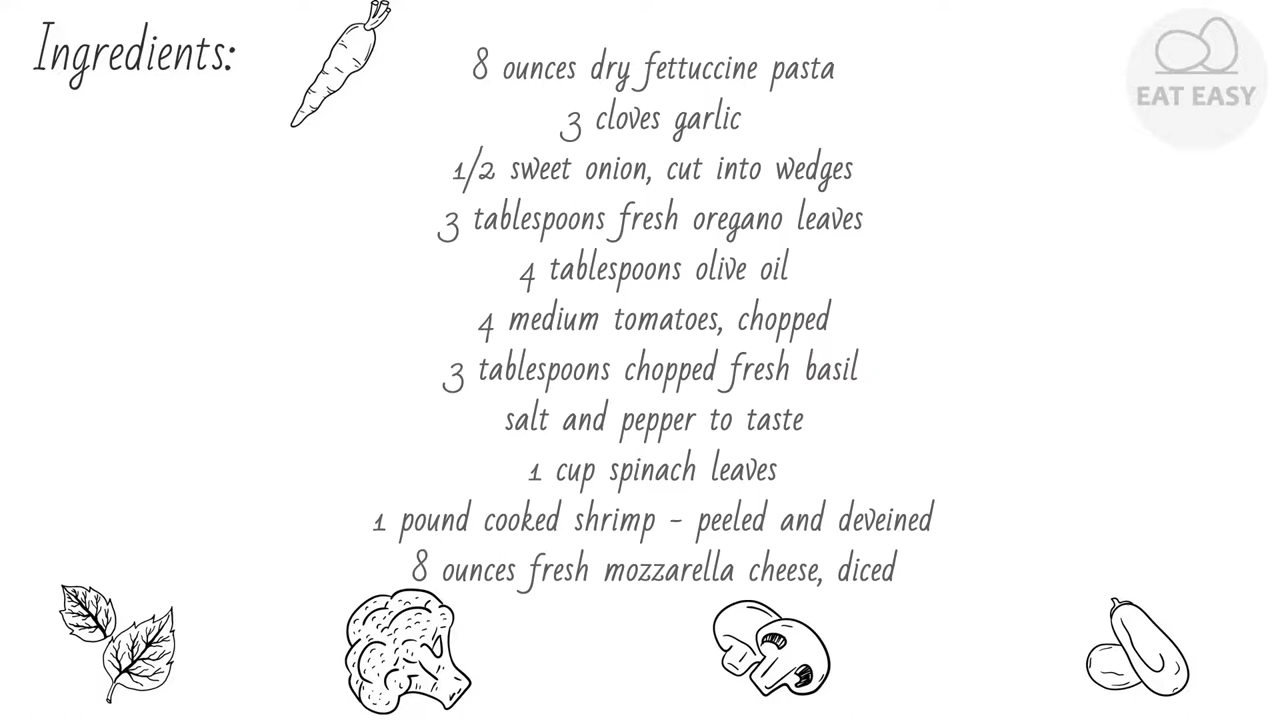 Ingredients:
EAT EASY
8 ounces dry fettuccine pasta
3 cloves garlic
1/2 sweet onion, cut into wedges
3 tablespoons fresh oregano leaves
4 tablespoons olive oil
4 medium tomatoes, chopped
3 tablespoons chopped fresh basil
salt and pepper to taste
1 cup spinach leaves
1 pound cooked shrimp - peeled and deveined
8 ounces fresh mozzarella cheese, diced